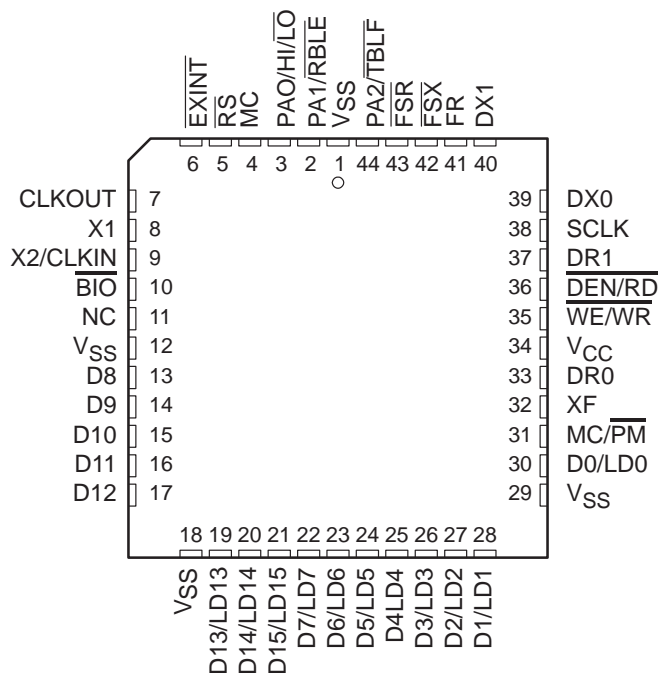 EXINT
RS
MC
PAO/HI/LO
PA1/RBLE
VSS
PA2/TBLF
FSR
FSX
FR
DX1
6 5 4 3 2 1 44 43 42 41 40
CLKOUT 7
X1 8
X2/CLKIN 9
BIO 10
NC 11
VSS 12
D8 13
D9 14
D10 15
D11 16
D12 17
39 DX0
38 SCLK
37 DR1
36 DEN/RD
35 WE/WR
34 VCC
33 DR0
32 XF
31 MC/PM
30 D0/LD0
29 VSS
18 19 20 21 22 23 24 25 26 27 28
VSS
D13/LD13
D14/LD14
D15/LD15
D7/LD7
D6/LD6
D5/LD5
D4LD4
D3/LD3
D2/LD2
D1/LD1